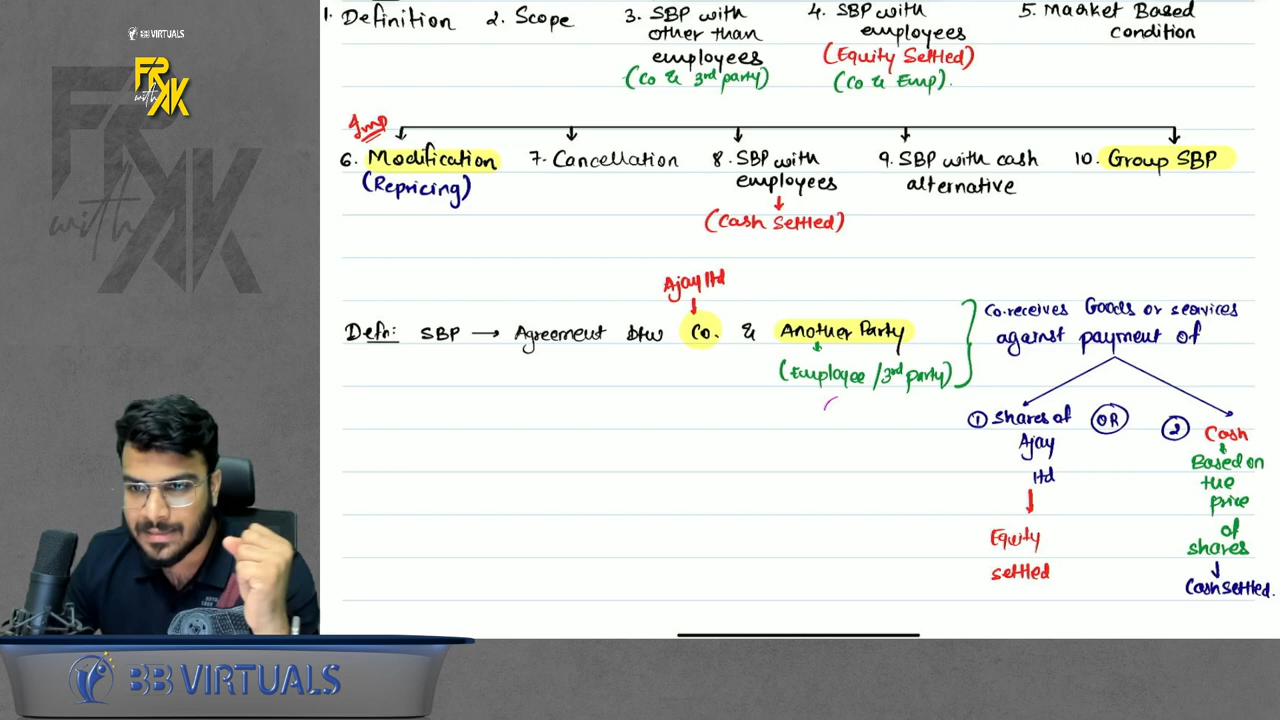 BB VIRTUALS
FR
with
AK
FR
with
AK
1. Definition
2. Scope
3. SBP with
other than
employees
(Co & 3rd party)
4. SBP with
employees
(Equity Settled)
(Co & Emp).
5. Market Based
condition
Imp
6. Modification
(Repricing)
7. Cancellation
8. SBP with
employees
(Cash Settled)
9. SBP with cash
alternative
10. Group SBP
Ajay ltd
Defn: SBP → Agreement btw Co. & Another Party
(Employee / 3rd party)
Co. receives Goods or services
against payment of
① Shares of
Ajay
ltd
Equity
settled
OR
② Cash
Based on
the
price
of
shares
Cash settled.
BB VIRTUALS